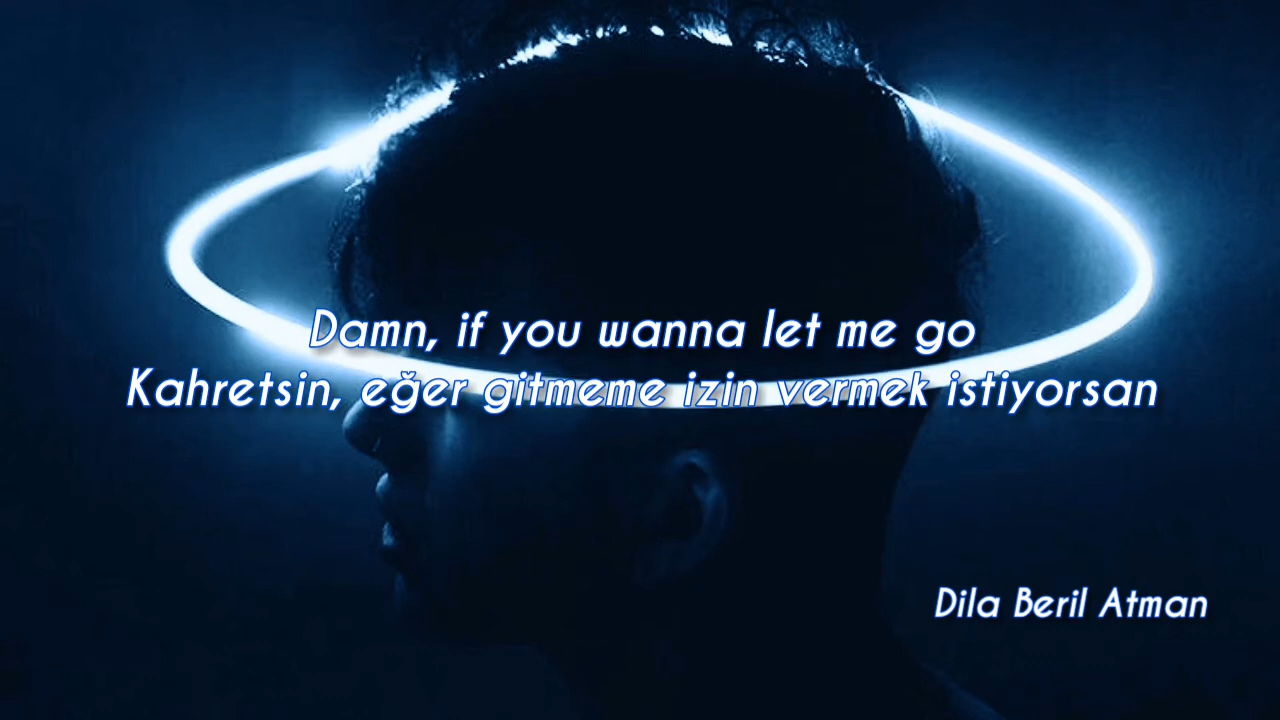 Damn, if you wanna let me go
Kahretsin, eğer gitmeme izin vermek istiyorsan
Dila Beril Atman